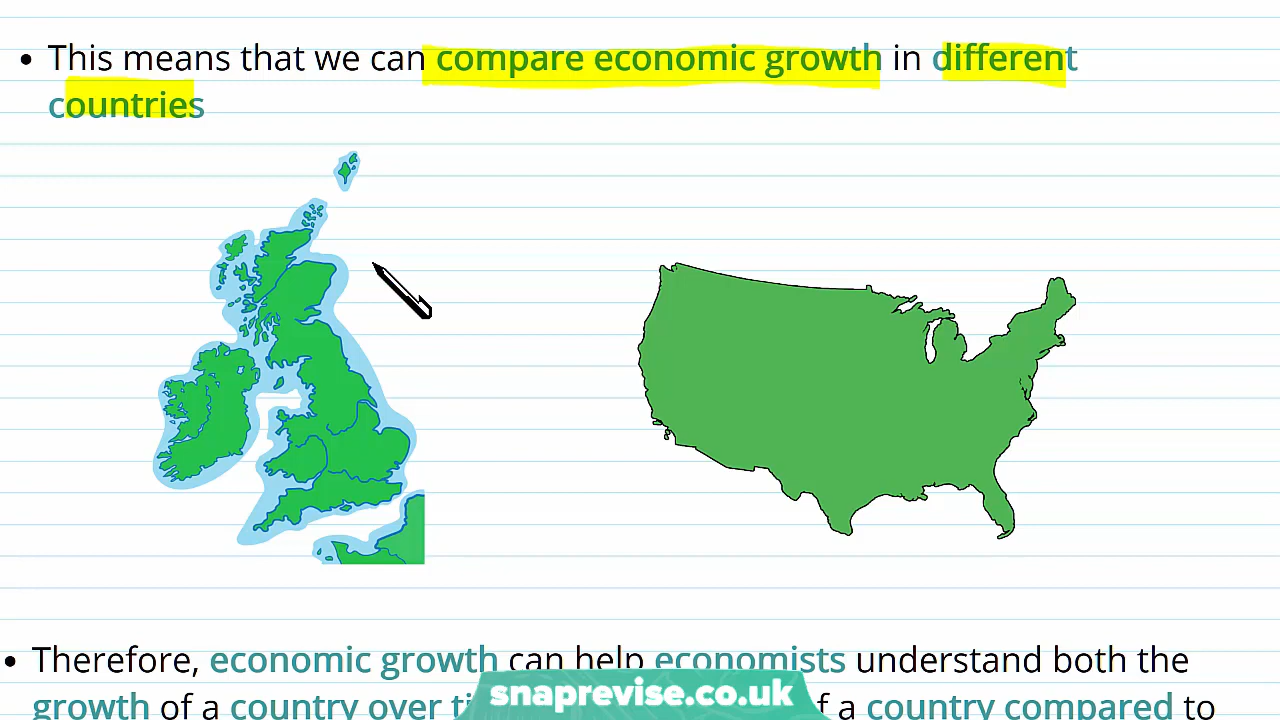 This means that we can compare economic growth in different
countries
Therefore, economic growth can help economists understand both the
growth of a country over
snaprevise.co.uk
a country compared to